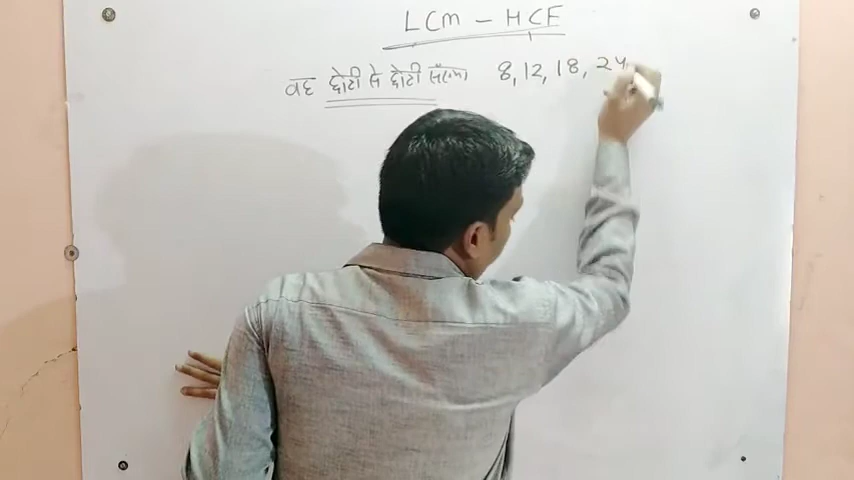 LCM - HCF
वह छोटी से छोटी संख्या 8, 12, 18, 24